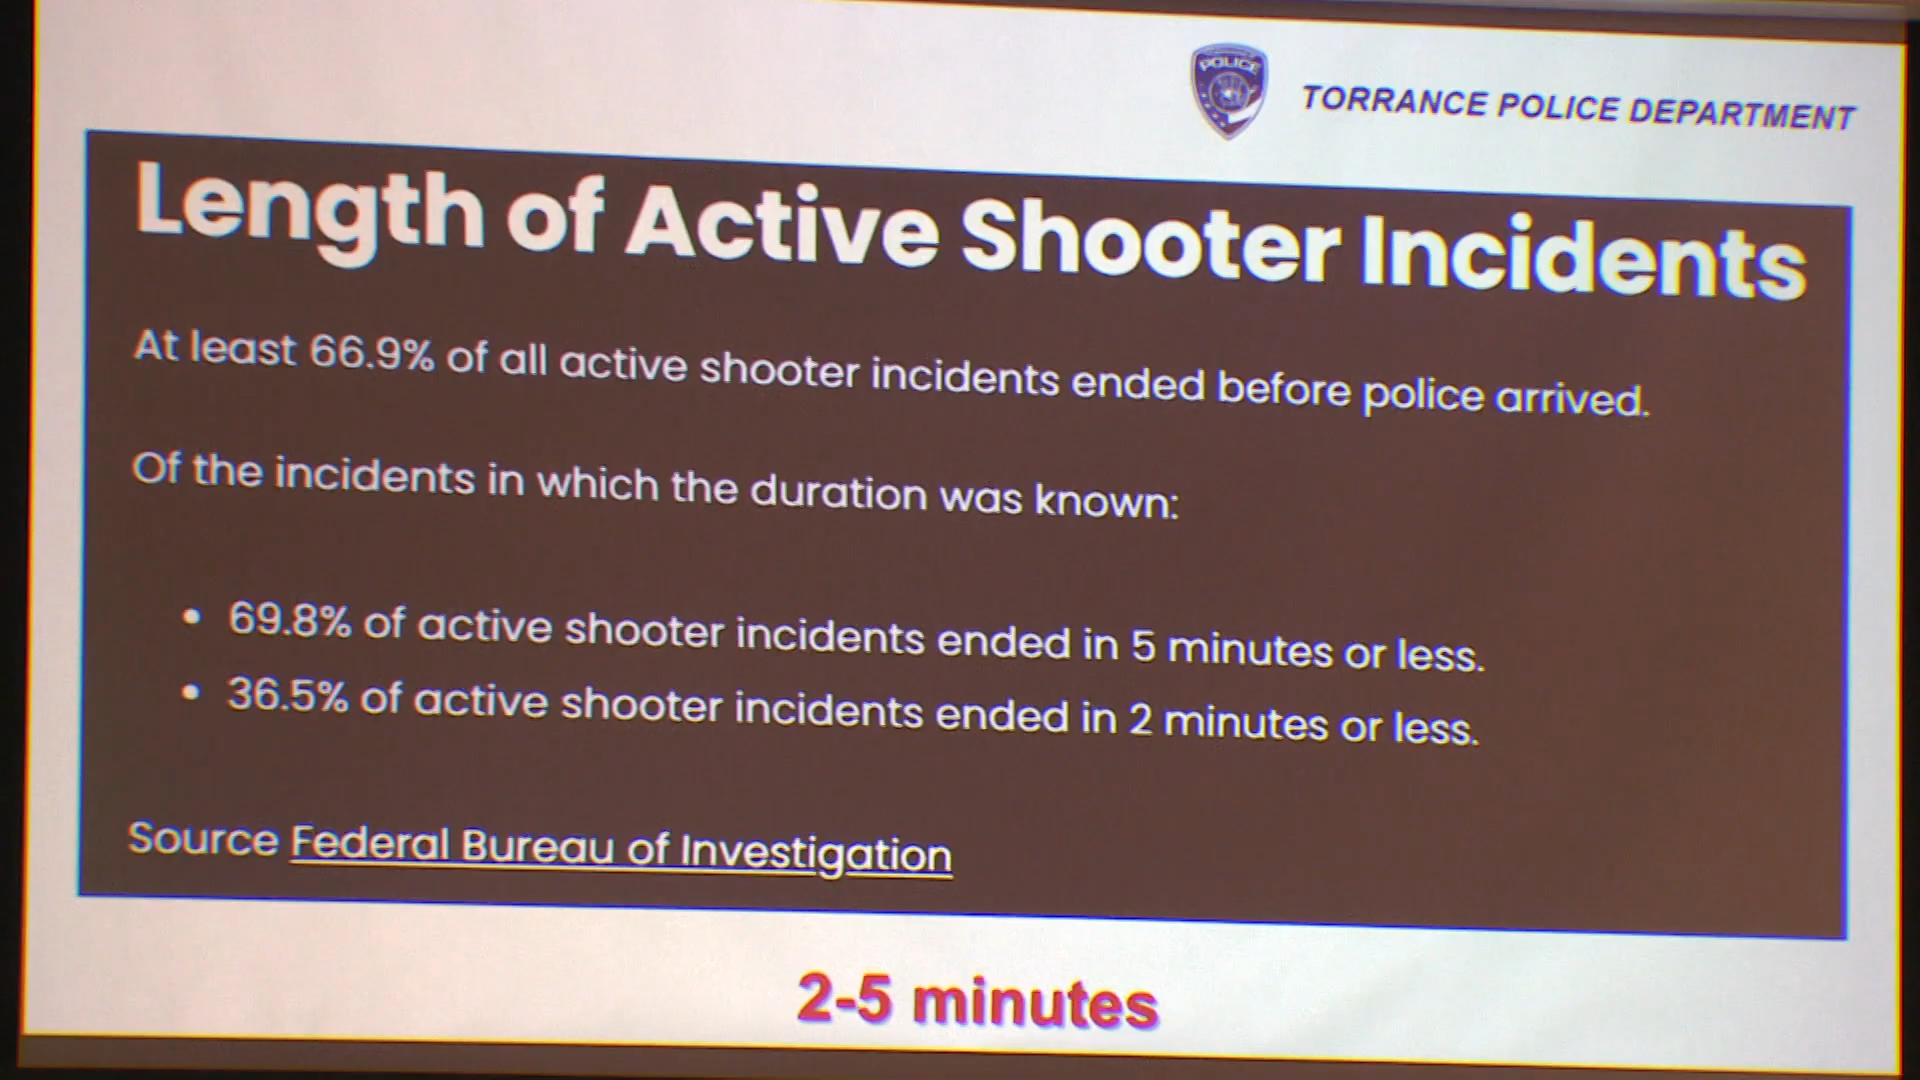 POLICE
TORRANCE POLICE DEPARTMENT
Length of Active Shooter Incidents
At least 66.9% of all active shooter incidents ended before police arrived.
Of the incidents in which the duration was known:
• 69.8% of active shooter incidents ended in 5 minutes or less.
• 36.5% of active shooter incidents ended in 2 minutes or less.
Source Federal Bureau of Investigation
2-5 minutes